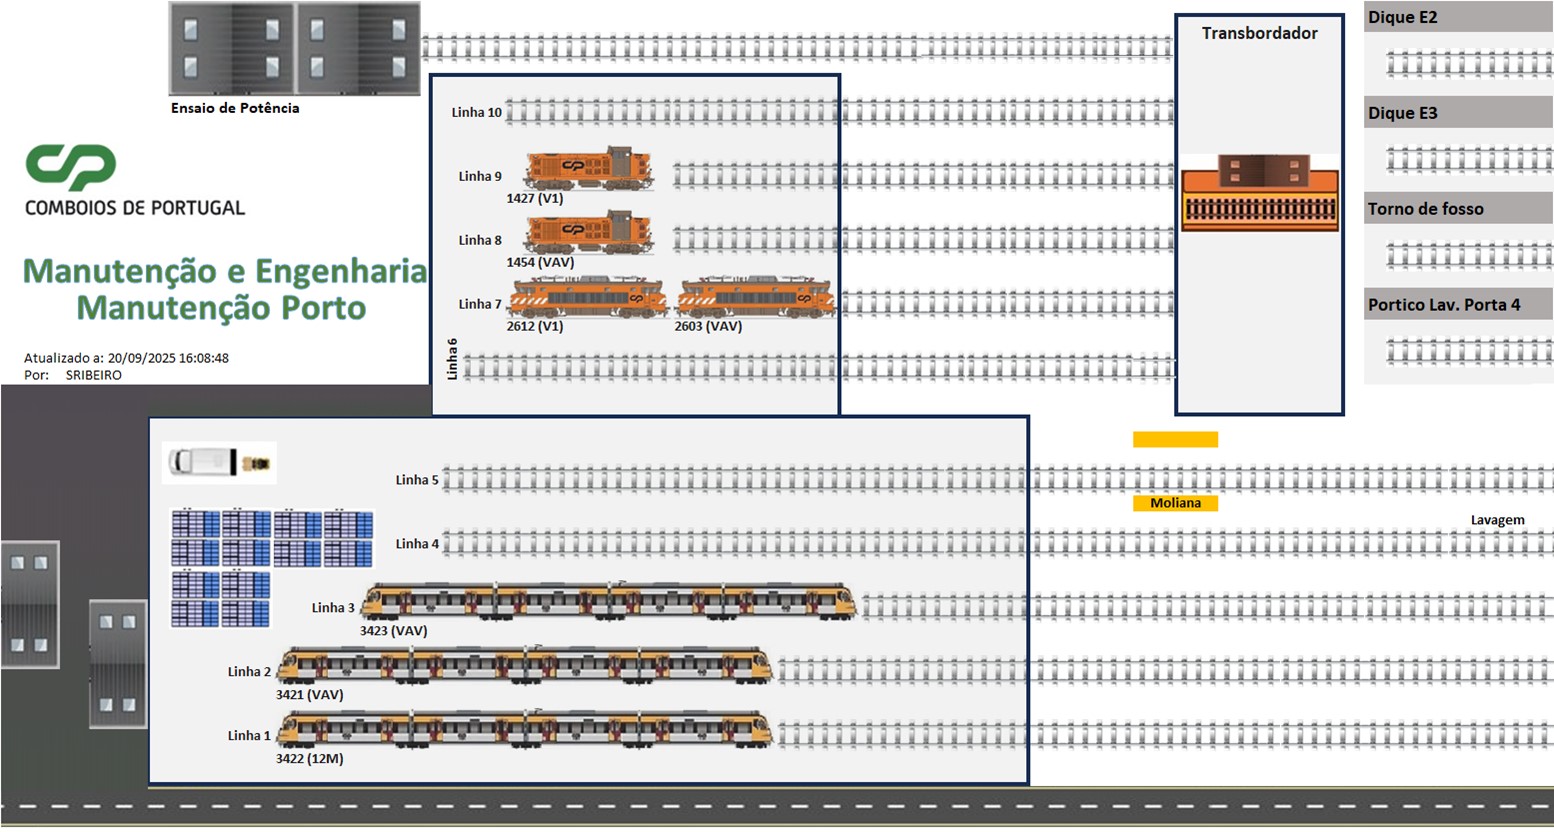 Ensaio de Potência
Transbordador
Dique E2
Dique E3
Torno de fosso
Portico Lav. Porta 4
CP
COMBOIOS DE PORTUGAL
Manutenção e Engenharia
Manutenção Porto
Atualizado a: 20/09/2025 16:08:48
Por: SRIBEIRO
Linha 10
Linha 9
1427 (V1)
Linha 8
1454 (VAV)
Linha 7
2612 (V1)
2603 (VAV)
Linha6
Linha 5
Moliana
Lavagem
Linha 4
Linha 3
3423 (VAV)
Linha 2
3421 (VAV)
Linha 1
3422 (12M)